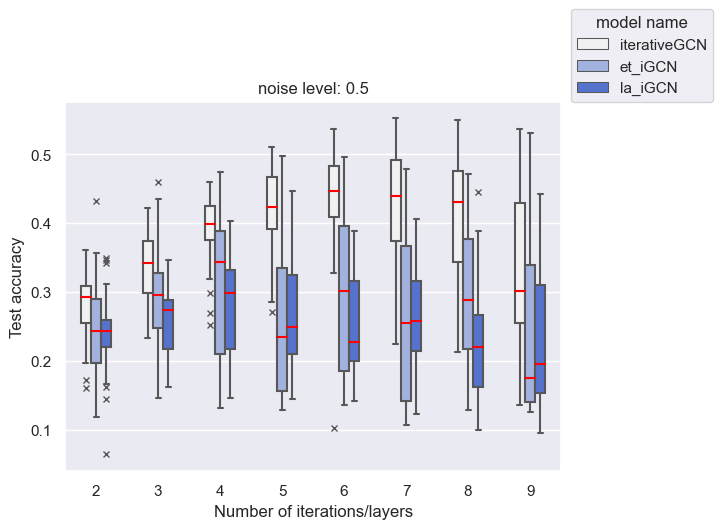 model name
iterativeGCN
et_iGCN
la_iGCN
noise level: 0.5
Test accuracy
0.5
0.4
0.3
0.2
0.1
2 3 4 5 6 7 8 9
Number of iterations/layers